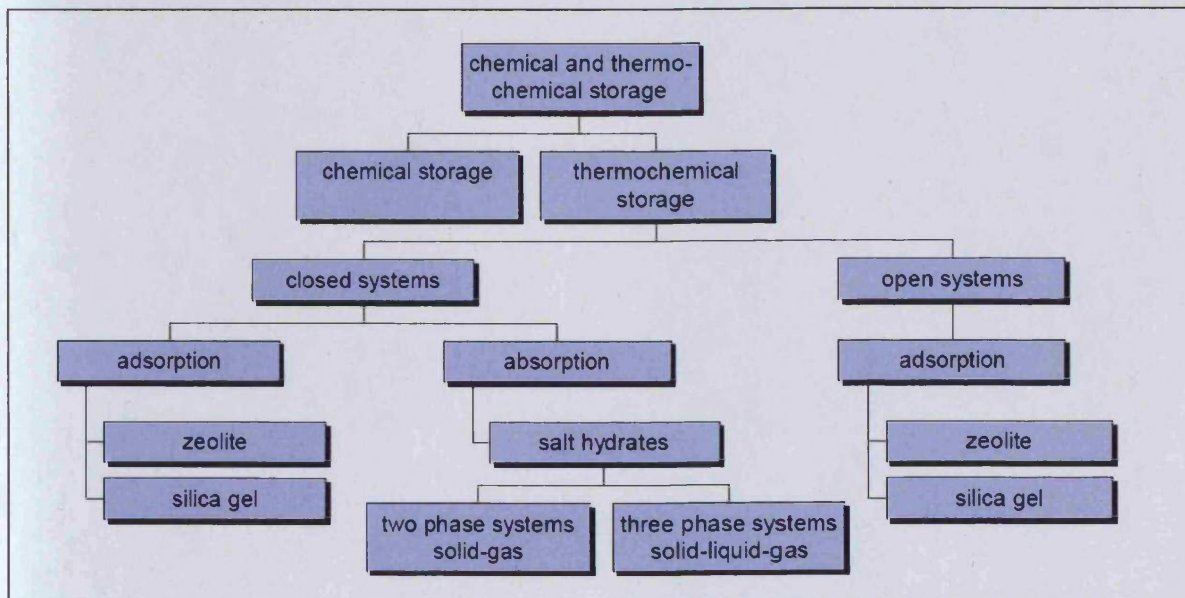 chemical and thermo-
chemical storage
chemical storage
thermochemical
storage
closed systems
open systems
adsorption
absorption
adsorption
zeolite
salt hydrates
zeolite
silica gel
silica gel
two phase systems
solid-gas
three phase systems
solid-liquid-gas